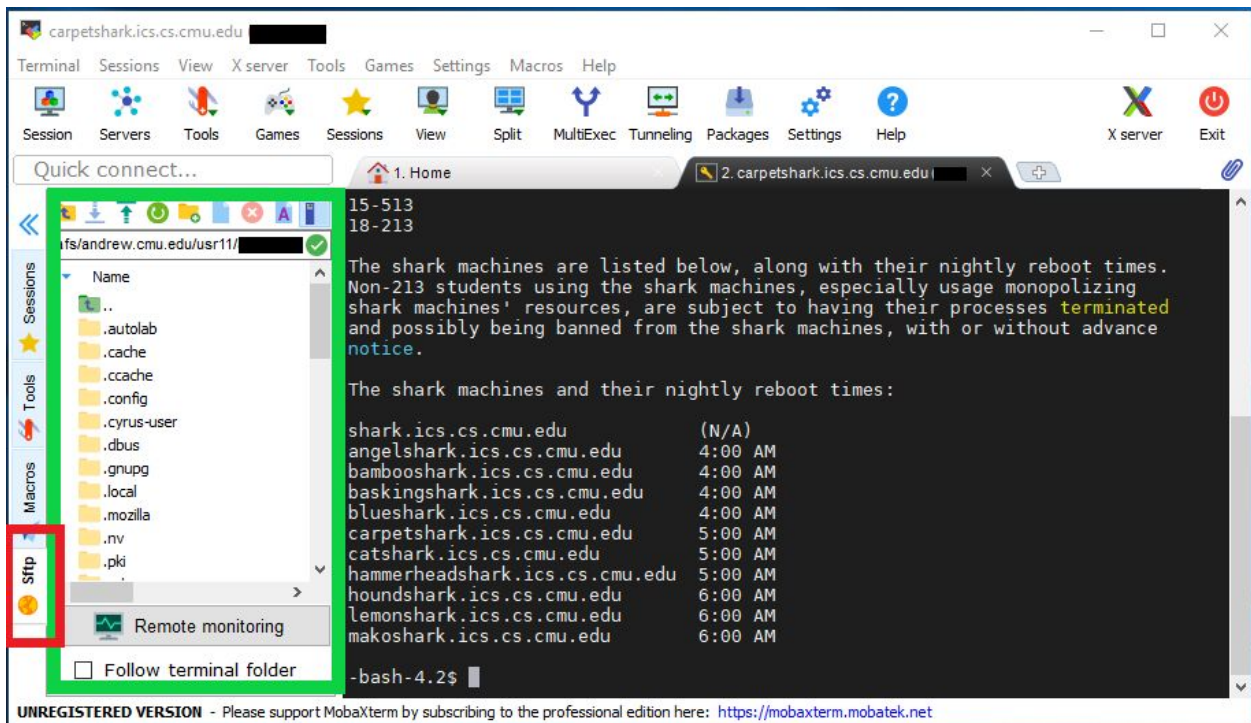 carpetshark.ics.cs.cmu.edu
Terminal Sessions View X server Tools Games Settings Macros Help
Session Servers Tools Games Sessions View Split MultiExec Tunneling Packages Settings Help X server Exit
Quick connect...
1. Home
2. carpetshark.ics.cs.cmu.edu
Sessions
Tools
Macros
Sftp
afs/andrew.cmu.edu/usr11/
Name
..
.autolab
.cache
.ccache
.config
.cyrus-user
.dbus
.gnupg
.local
.mozilla
.nv
.pki
Remote monitoring
Follow terminal folder
15-513
18-213
The shark machines are listed below, along with their nightly reboot times.
Non-213 students using the shark machines, especially usage monopolizing
shark machines' resources, are subject to having their processes terminated
and possibly being banned from the shark machines, with or without advance
notice.
The shark machines and their nightly reboot times:
shark.ics.cs.cmu.edu (N/A)
angelshark.ics.cs.cmu.edu 4:00 AM
bambooshark.ics.cs.cmu.edu 4:00 AM
baskingshark.ics.cs.cmu.edu 4:00 AM
blueshark.ics.cs.cmu.edu 4:00 AM
carpetshark.ics.cs.cmu.edu 5:00 AM
catshark.ics.cs.cmu.edu 5:00 AM
hammerheadshark.ics.cs.cmu.edu 5:00 AM
houndshark.ics.cs.cmu.edu 6:00 AM
lemonshark.ics.cs.cmu.edu 6:00 AM
makoshark.ics.cs.cmu.edu 6:00 AM
-bash-4.2$
UNREGISTERED VERSION - Please support MobaXterm by subscribing to the professional edition here: https://mobaxterm.mobatek.net